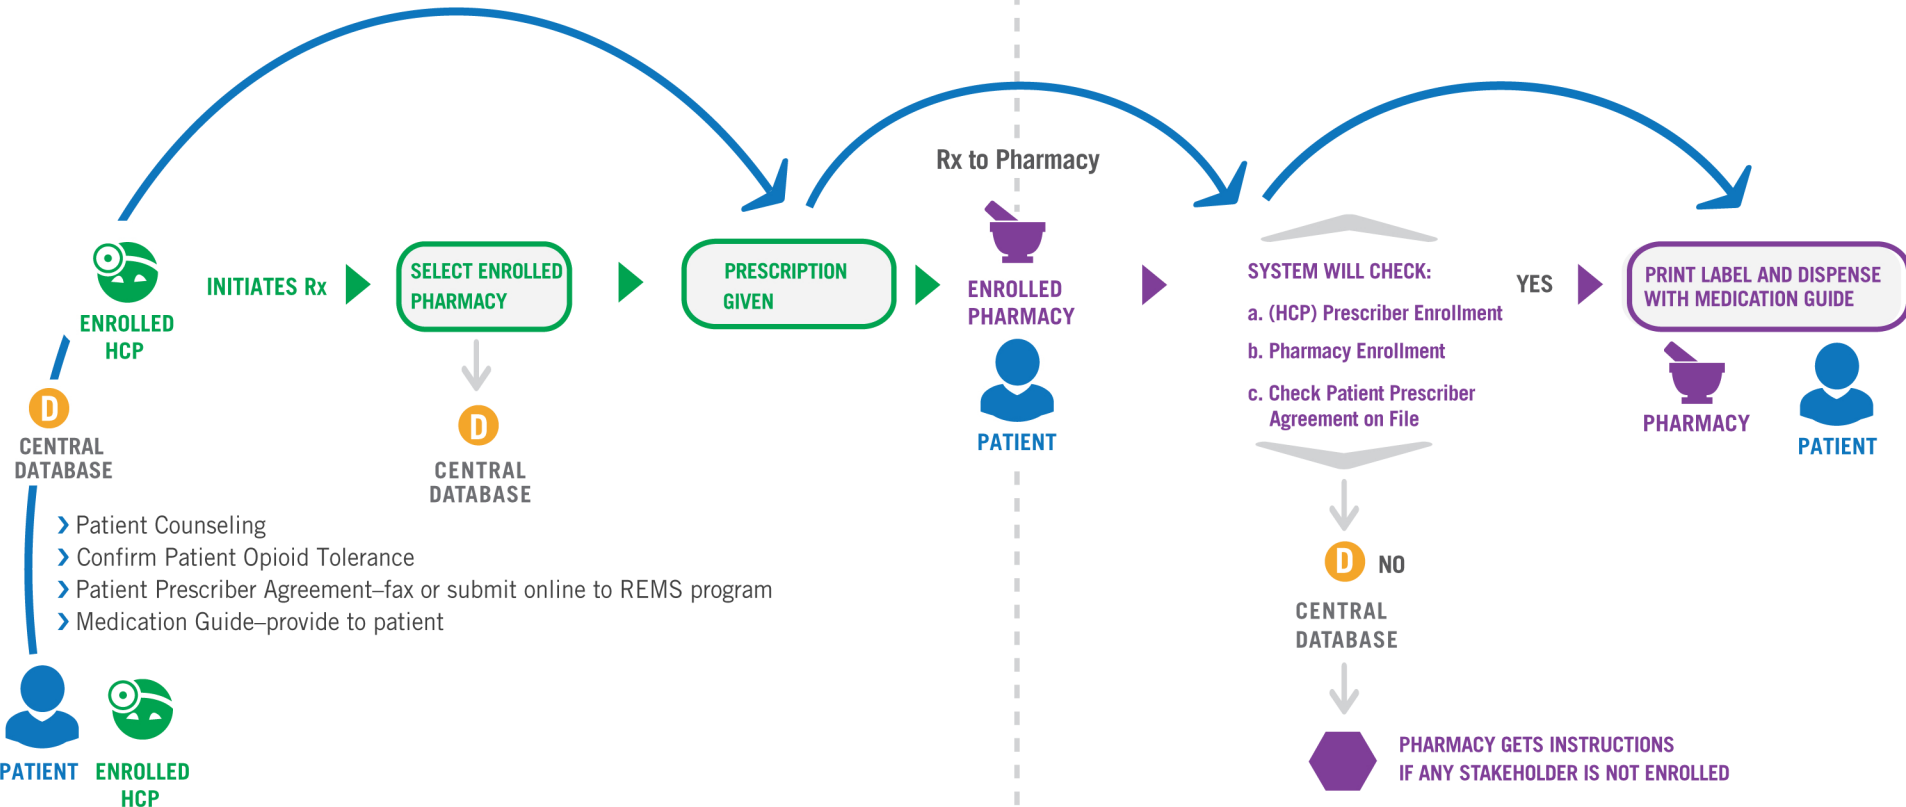 Rx to Pharmacy
ENROLLED
HCP
INITIATES Rx
SELECT ENROLLED
PHARMACY
PRESCRIPTION
GIVEN
ENROLLED
PHARMACY
PATIENT
SYSTEM WILL CHECK:
a. (HCP) Prescriber Enrollment
b. Pharmacy Enrollment
c. Check Patient Prescriber
Agreement on File
YES
PRINT LABEL AND DISPENSE
WITH MEDICATION GUIDE
PHARMACY
PATIENT
D
CENTRAL
DATABASE
D
CENTRAL
DATABASE
› Patient Counseling
› Confirm Patient Opioid Tolerance
› Patient Prescriber Agreement–fax or submit online to REMS program
› Medication Guide–provide to patient
D NO
CENTRAL
DATABASE
PATIENT
ENROLLED
HCP
PHARMACY GETS INSTRUCTIONS
IF ANY STAKEHOLDER IS NOT ENROLLED